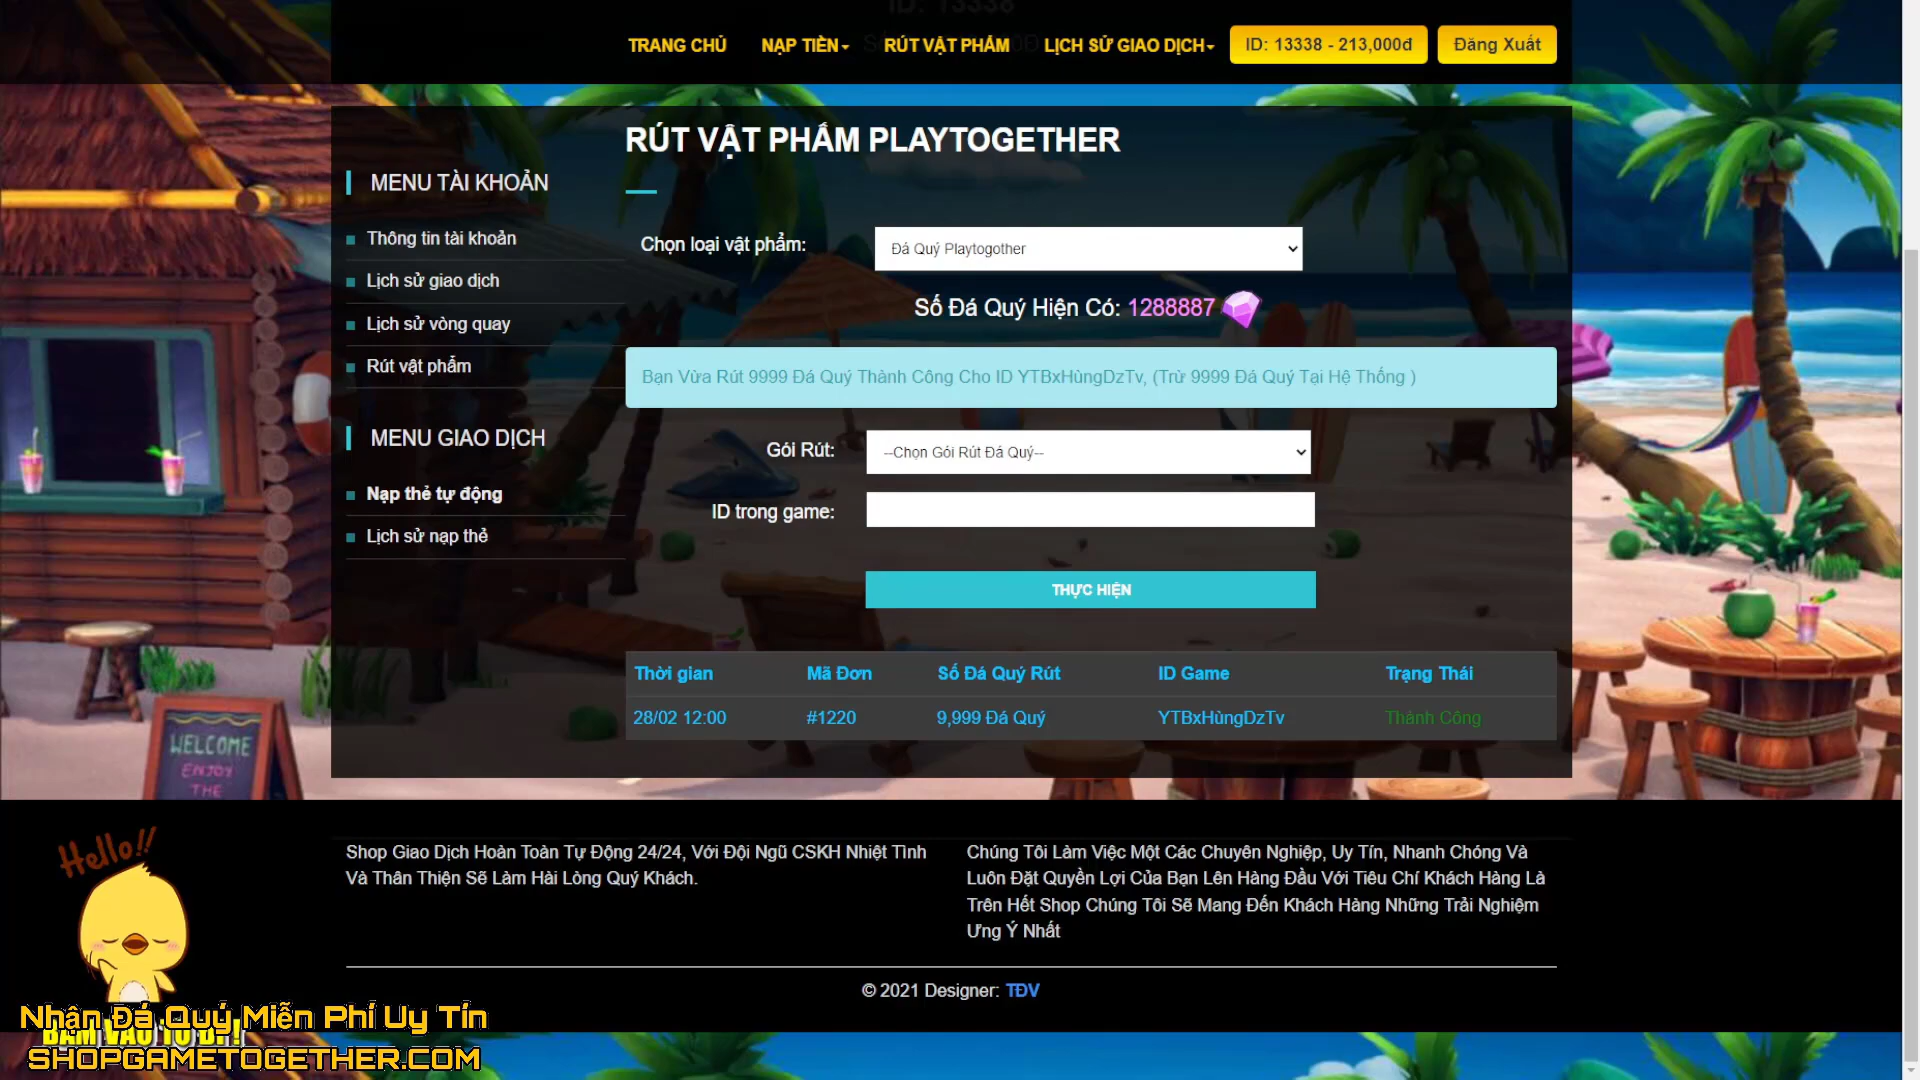 ID: 13338
TRANG CHỦ
NẠP TIỀN
RÚT VẬT PHẨM
LỊCH SỬ GIAO DỊCH
ID: 13338 - 213,000đ
Đăng Xuất
RÚT VẬT PHẨM PLAYTOGETHER
MENU TÀI KHOẢN
Thông tin tài khoản
Lịch sử giao dịch
Lịch sử vòng quay
Rút vật phẩm
MENU GIAO DỊCH
Nạp thẻ tự động
Lịch sử nạp thẻ
Chọn loại vật phẩm:
Đá Quý Playtogother
Số Đá Quý Hiện Có: 1288887
Bạn Vừa Rút 9999 Đá Quý Thành Công Cho ID YTBxHùngDzTv, (Trừ 9999 Đá Quý Tại Hệ Thống )
Gói Rút:
--Chọn Gói Rút Đá Quý--
ID trong game:
THỰC HIỆN
Thời gian Mã Đơn Số Đá Quý Rút ID Game Trạng Thái
28/02 12:00 #1220 9,999 Đá Quý YTBxHùngDzTv Thành Công
WELCOME
ENJOY
THE
Shop Giao Dịch Hoàn Toàn Tự Động 24/24, Với Đội Ngũ CSKH Nhiệt Tình
Và Thân Thiện Sẽ Làm Hài Lòng Quý Khách.
Chúng Tôi Làm Việc Một Các Chuyên Nghiệp, Uy Tín, Nhanh Chóng Và
Luôn Đặt Quyền Lợi Của Bạn Lên Hàng Đầu Với Tiêu Chí Khách Hàng Là
Trên Hết Shop Chúng Tôi Sẽ Mang Đến Khách Hàng Những Trải Nghiệm
Ưng Ý Nhất
© 2021 Designer: TĐV
Hello!!
Nhận Đá Quý Miễn Phí Uy Tín
SHOPGAMETOGETHER.COM